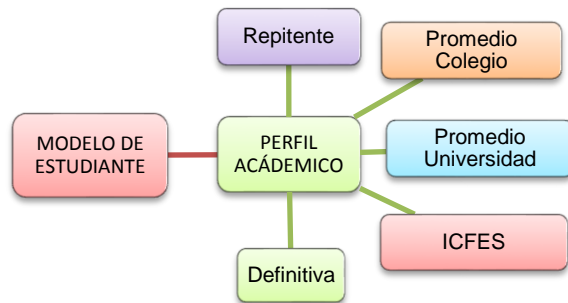 Repitente
Promedio
Colegio
MODELO DE
ESTUDIANTE
PERFIL
ACÁDEMICO
Promedio
Universidad
ICFES
Definitiva